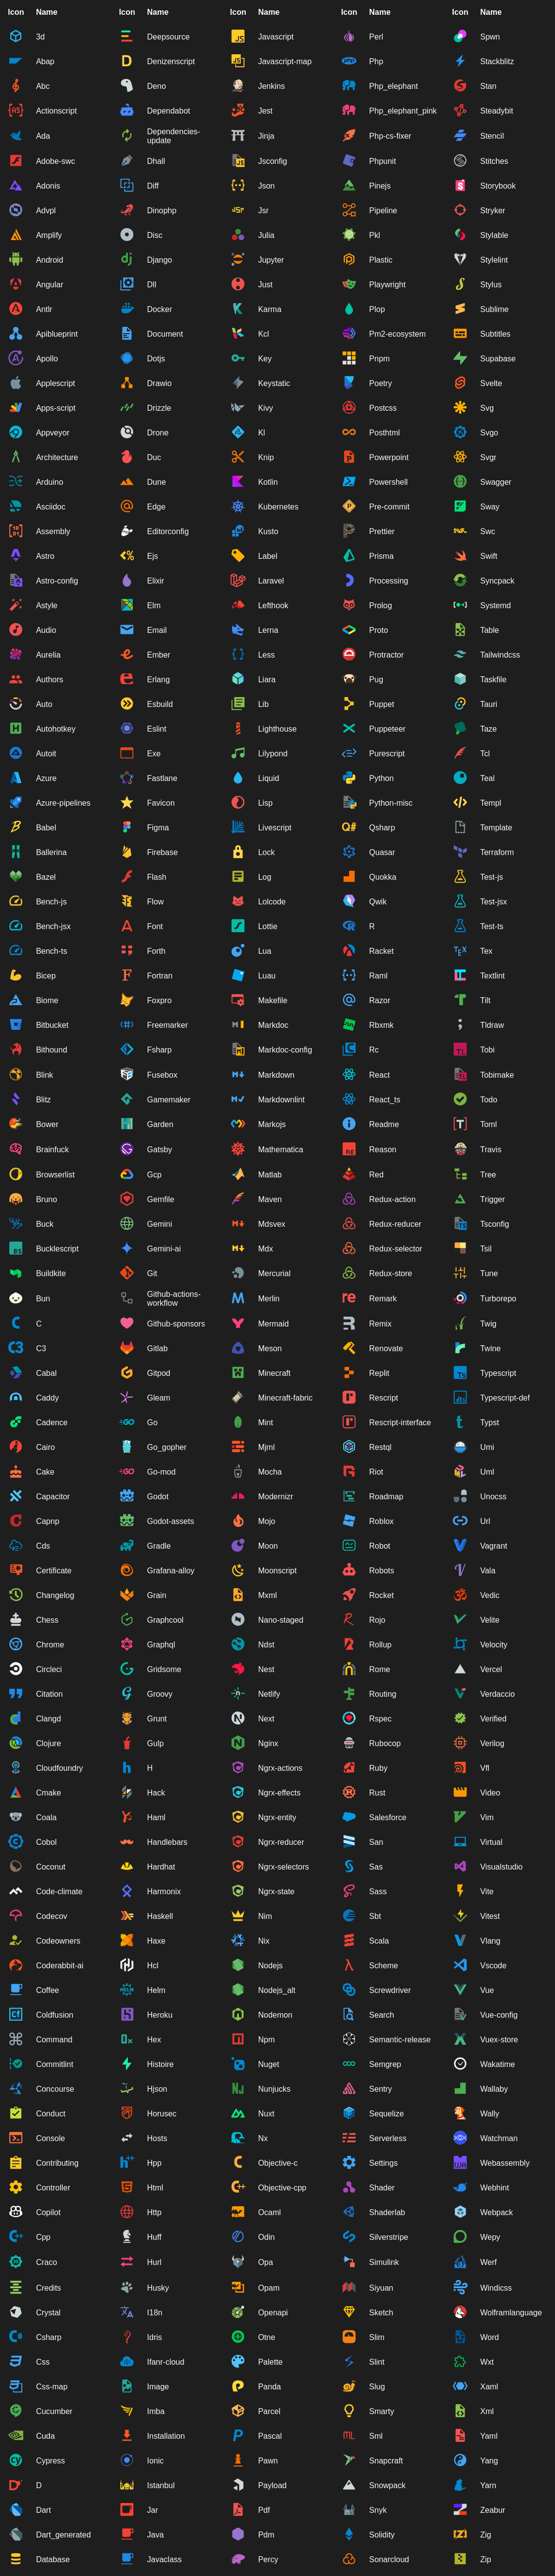 Icon Name
3d
Abap
Abc
Actionscript
Ada
Adobe-swc
Adonis
Advpl
Amplify
Android
Angular
Antlr
Apiblueprint
Apollo
Applescript
Apps-script
Appveyor
Architecture
Arduino
Asciidoc
Assembly
Astro
Astro-config
Astyle
Audio
Aurelia
Authors
Auto
Autohotkey
Autoit
Azure
Azure-pipelines
Babel
Ballerina
Bazel
Bench-js
Bench-jsx
Bench-ts
Bicep
Biome
Bitbucket
Bithound
Blink
Blitz
Bower
Brainfuck
Browserlist
Bruno
Buck
Bucklescript
Buildkite
Bun
C
C3
Cabal
Caddy
Cadence
Cairo
Cake
Capacitor
Capnp
Cds
Certificate
Changelog
Chess
Chrome
Circleci
Citation
Clangd
Clojure
Cloudfoundry
Cmake
Coala
Cobol
Coconut
Code-climate
Codecov
Codeowners
Coderabbit-ai
Coffee
Coldfusion
Command
Commitlint
Concourse
Conduct
Console
Contributing
Controller
Copilot
Cpp
Craco
Credits
Crystal
Csharp
Css
Css-map
Cucumber
Cuda
Cypress
D
Dart
Dart_generated
Database
Icon Name
Deepsource
Denizenscript
Deno
Dependabot
Dependencies-
update
Dhall
Diff
Dinophp
Disc
Django
Dll
Docker
Document
Dotjs
Drawio
Drizzle
Drone
Duc
Dune
Edge
Editorconfig
Ejs
Elixir
Elm
Email
Ember
Erlang
Esbuild
Eslint
Exe
Fastlane
Favicon
Figma
Firebase
Flash
Flow
Font
Forth
Fortran
Foxpro
Freemarker
Fsharp
Fusebox
Gamemaker
Garden
Gatsby
Gcp
Gemfile
Gemini
Gemini-ai
Git
Github-actions-
workflow
Github-sponsors
Gitlab
Gitpod
Gleam
Go
Go_gopher
Go-mod
Godot
Godot-assets
Gradle
Grafana-alloy
Grain
Graphcool
Graphql
Gridsome
Groovy
Grunt
Gulp
H
Hack
Haml
Handlebars
Hardhat
Harmonix
Haskell
Haxe
Hcl
Helm
Heroku
Hex
Histoire
Hjson
Horusec
Hosts
Hpp
Html
Http
Huff
Hurl
Husky
I18n
Idris
Ifanr-cloud
Image
Imba
Installation
Ionic
Istanbul
Jar
Java
Javaclass
Icon Name
Javascript
Javascript-map
Jenkins
Jest
Jinja
Jsconfig
Json
Jsr
Julia
Jupyter
Just
Karma
Kcl
Key
Keystatic
Kivy
Kl
Knip
Kotlin
Kubernetes
Kusto
Label
Laravel
Lefthook
Lerna
Less
Liara
Lib
Lighthouse
Lilypond
Liquid
Lisp
Livescript
Lock
Log
Lolcode
Lottie
Lua
Luau
Makefile
Markdoc
Markdoc-config
Markdown
Markdownlint
Markojs
Mathematica
Matlab
Maven
Mdsvex
Mdx
Mercurial
Merlin
Mermaid
Meson
Minecraft
Minecraft-fabric
Mint
Mjml
Mocha
Modernizr
Mojo
Moon
Moonscript
Mxml
Nano-staged
Ndst
Nest
Netlify
Next
Nginx
Ngrx-actions
Ngrx-effects
Ngrx-entity
Ngrx-reducer
Ngrx-selectors
Ngrx-state
Nim
Nix
Nodejs
Nodejs_alt
Nodemon
Npm
Nuget
Nunjucks
Nuxt
Nx
Objective-c
Objective-cpp
Ocaml
Odin
Opa
Opam
Openapi
Otne
Palette
Panda
Parcel
Pascal
Pawn
Payload
Pdf
Pdm
Percy
Icon Name
Perl
Php
Php_elephant
Php_elephant_pink
Php-cs-fixer
Phpunit
Pinejs
Pipeline
Pkl
Plastic
Playwright
Plop
Pm2-ecosystem
Pnpm
Poetry
Postcss
Posthtml
Powerpoint
Powershell
Pre-commit
Prettier
Prisma
Processing
Prolog
Proto
Protractor
Pug
Puppet
Puppeteer
Purescript
Python
Python-misc
Qsharp
Quasar
Quokka
Qwik
R
Racket
Raml
Razor
Rbxmk
Rc
React
React_ts
Readme
Reason
Red
Redux-action
Redux-reducer
Redux-selector
Redux-store
Remark
Remix
Renovate
Replit
Rescript
Rescript-interface
Restql
Riot
Roadmap
Roblox
Robot
Robots
Rocket
Rojo
Rollup
Rome
Routing
Rspec
Rubocop
Ruby
Rust
Salesforce
San
Sas
Sass
Sbt
Scala
Scheme
Screwdriver
Search
Semantic-release
Semgrep
Sentry
Sequelize
Serverless
Settings
Shader
Shaderlab
Silverstripe
Simulink
Siyuan
Sketch
Slim
Slint
Slug
Smarty
Sml
Snapcraft
Snowpack
Snyk
Solidity
Sonarcloud
Icon Name
Spwn
Stackblitz
Stan
Steadybit
Stencil
Stitches
Storybook
Stryker
Stylable
Stylelint
Stylus
Sublime
Subtitles
Supabase
Svelte
Svg
Svgo
Svgr
Swagger
Sway
Swc
Swift
Syncpack
Systemd
Table
Tailwindcss
Taskfile
Tauri
Taze
Tcl
Teal
Templ
Template
Terraform
Test-js
Test-jsx
Test-ts
Tex
Textlint
Tilt
Tldraw
Tobi
Tobimake
Todo
Toml
Travis
Tree
Trigger
Tsconfig
Tsil
Tune
Turborepo
Twig
Twine
Typescript
Typescript-def
Typst
Umi
Uml
Unocss
Url
Vagrant
Vala
Vedic
Velite
Velocity
Vercel
Verdaccio
Verified
Verilog
Vfl
Video
Vim
Virtual
Visualstudio
Vite
Vitest
Vlang
Vscode
Vue
Vue-config
Vuex-store
Wakatime
Wallaby
Wally
Watchman
Webassembly
Webhint
Webpack
Wepy
Werf
Windicss
Wolframlanguage
Word
Wxt
Xaml
Xml
Yaml
Yang
Yarn
Zeabur
Zig
Zip